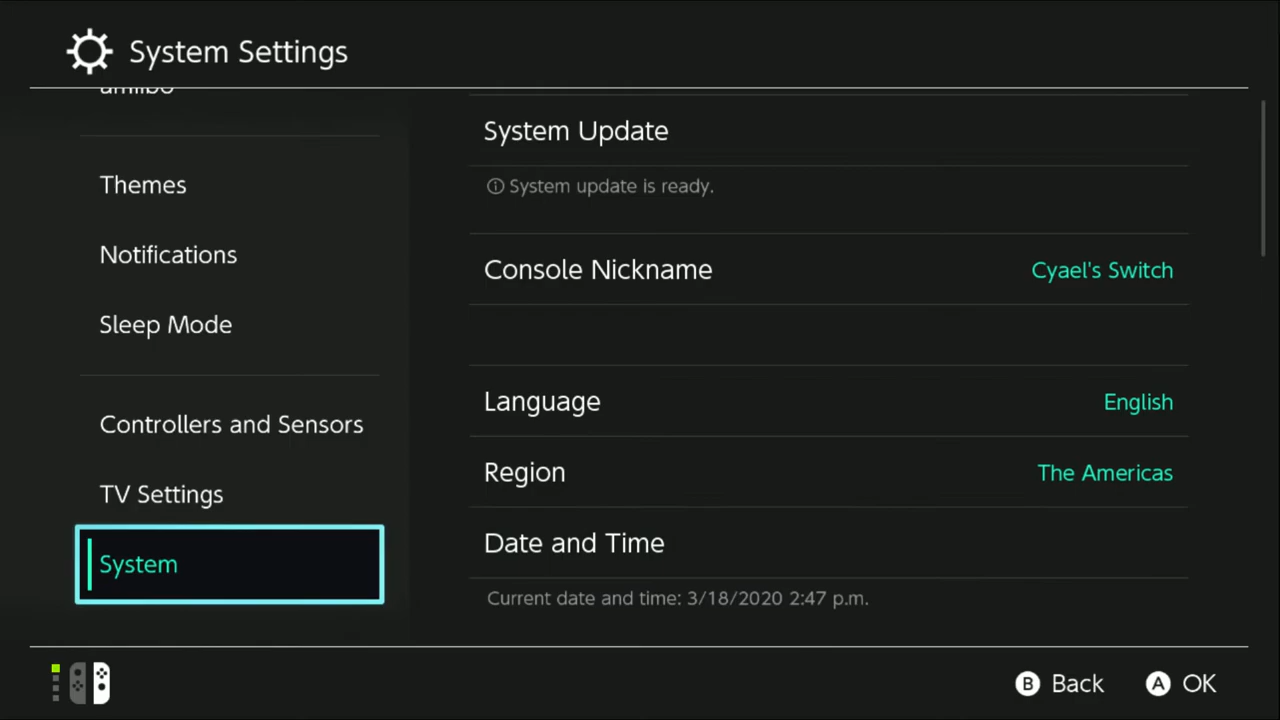 System Settings
amiibo
Themes
Notifications
Sleep Mode
Controllers and Sensors
TV Settings
System
System Update
System update is ready.
Console Nickname Cyael's Switch
Language English
Region The Americas
Date and Time
Current date and time: 3/18/2020 2:47 p.m.
B Back A OK